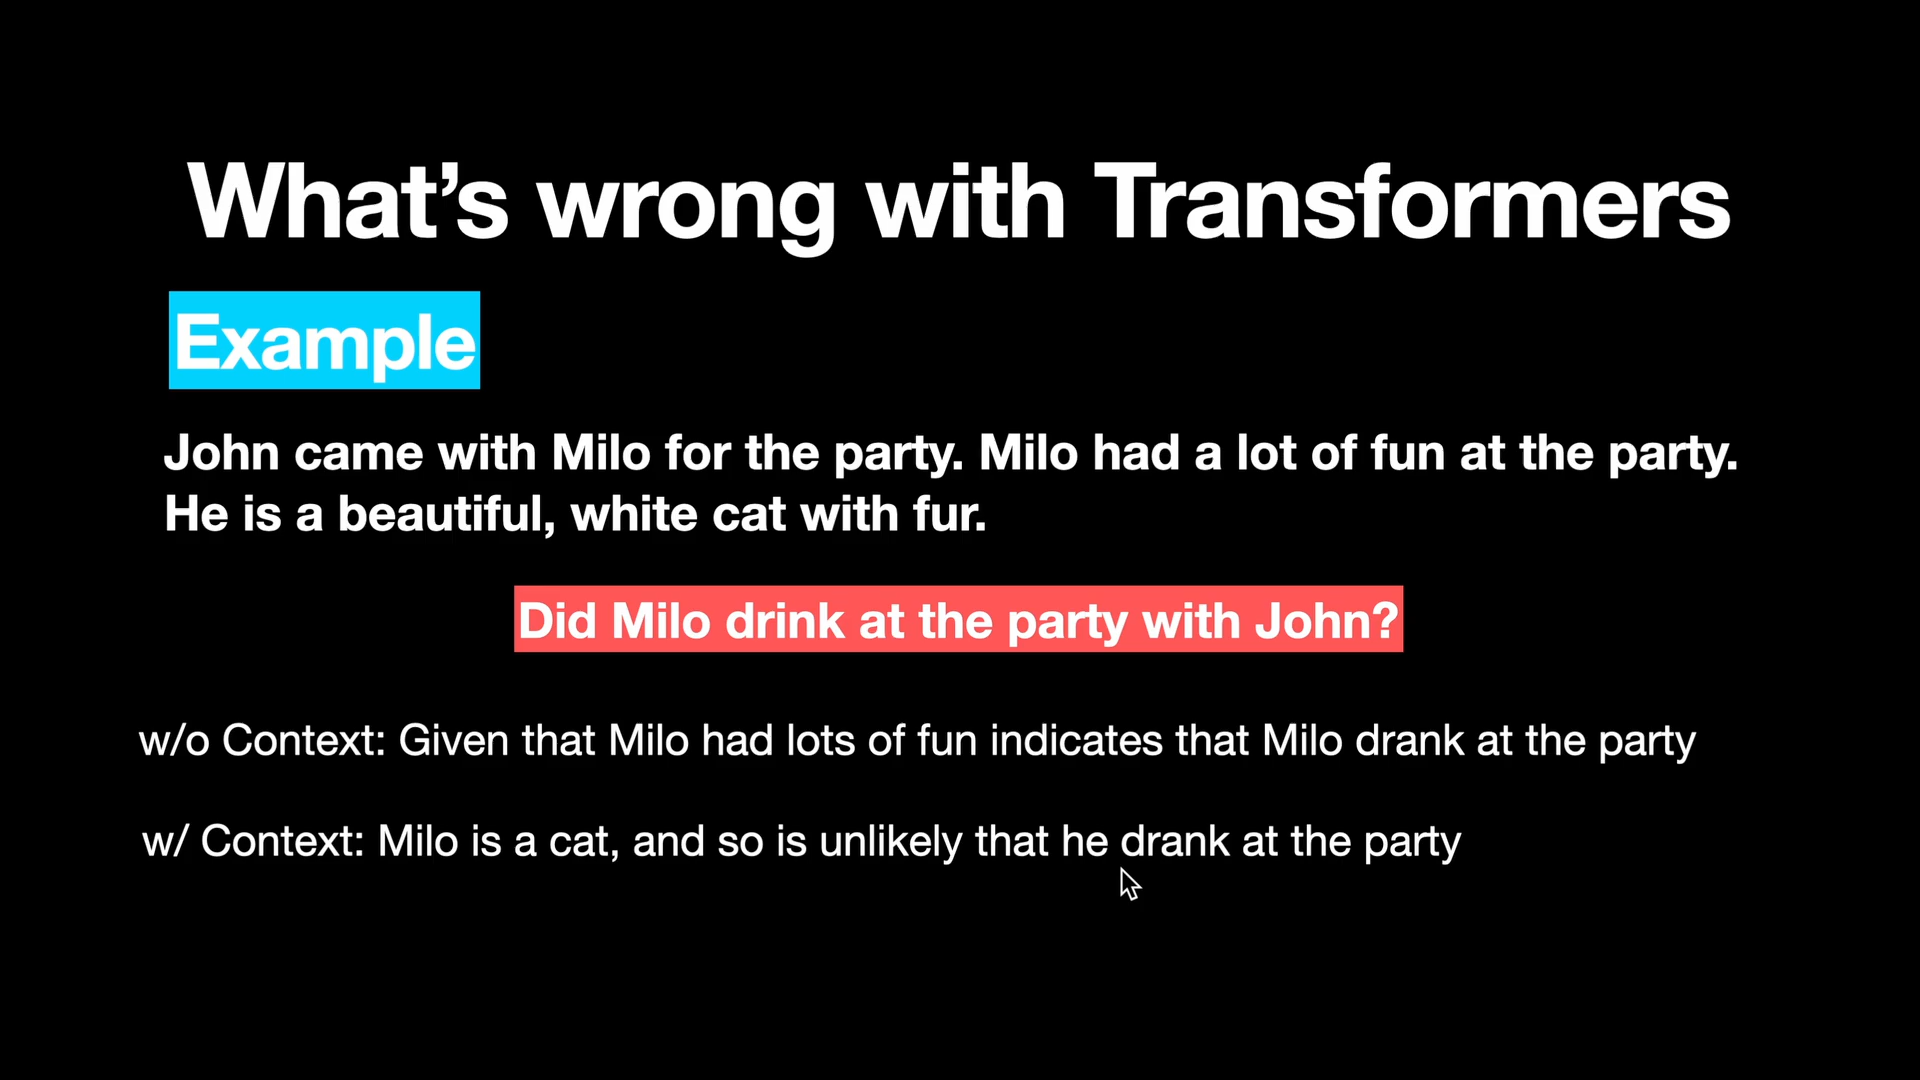 What’s wrong with Transformers
Example
John came with Milo for the party. Milo had a lot of fun at the party.
He is a beautiful, white cat with fur.
Did Milo drink at the party with John?
w/o Context: Given that Milo had lots of fun indicates that Milo drank at the party
w/ Context: Milo is a cat, and so is unlikely that he drank at the party